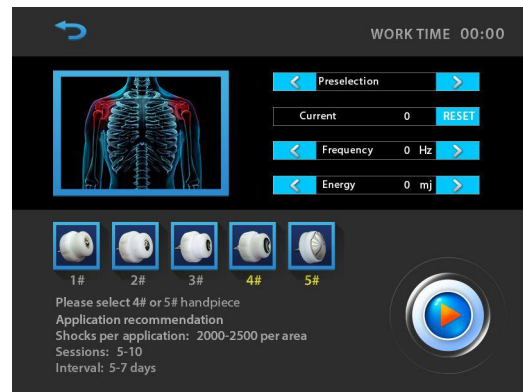 WORK TIME 00:00
Preselection
Current 0 RESET
Frequency 0 Hz
Energy 0 mj
1# 2# 3# 4# 5#
Please select 4# or 5# handpiece
Application recommendation
Shocks per application: 2000-2500 per area
Sessions: 5-10
Interval: 5-7 days